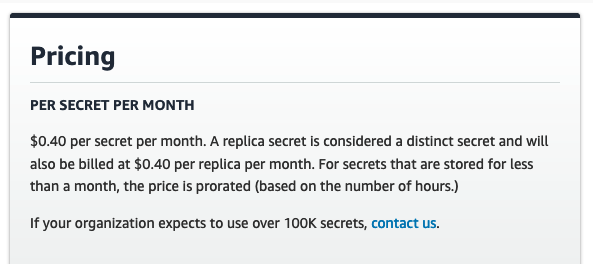 Pricing
PER SECRET PER MONTH
$0.40 per secret per month. A replica secret is considered a distinct secret and will
also be billed at $0.40 per replica per month. For secrets that are stored for less
than a month, the price is prorated (based on the number of hours.)
If your organization expects to use over 100K secrets, contact us.